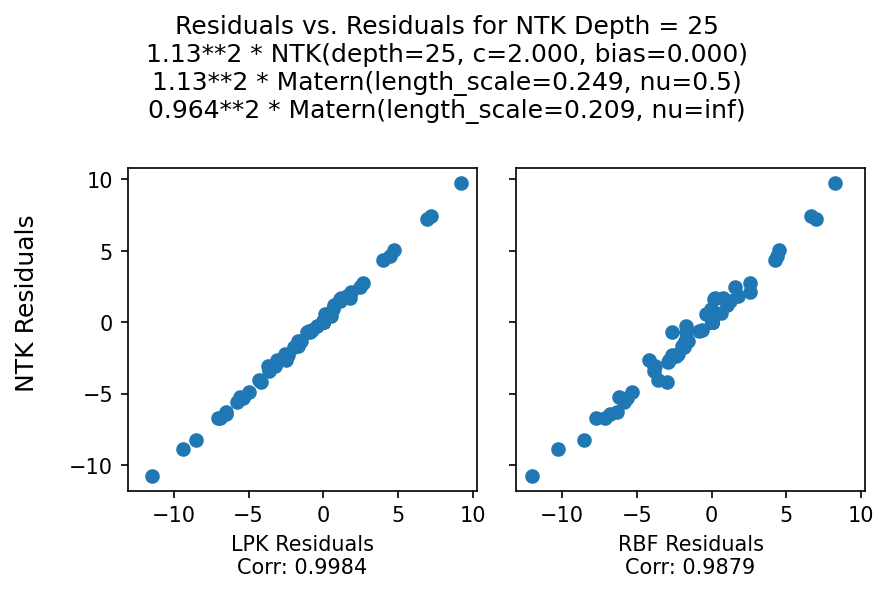 Residuals vs. Residuals for NTK Depth = 25
1.13**2 * NTK(depth=25, c=2.000, bias=0.000)
1.13**2 * Matern(length_scale=0.249, nu=0.5)
0.964**2 * Matern(length_scale=0.209, nu=inf)
NTK Residuals
10
5
0
−5
−10
−10 −5 0 5 10
LPK Residuals
Corr: 0.9984
−10 −5 0 5 10
RBF Residuals
Corr: 0.9879